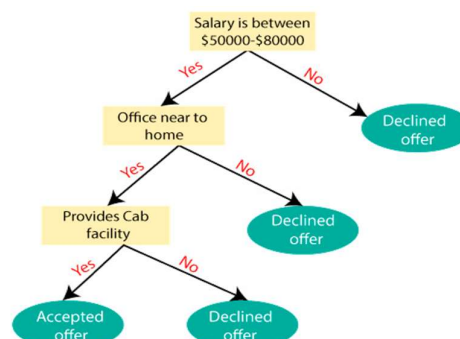 Salary is between
$50000-$80000
Yes
No
Office near to
home
Declined
offer
Yes
No
Provides Cab
facility
Declined
offer
Yes
No
Accepted
offer
Declined
offer